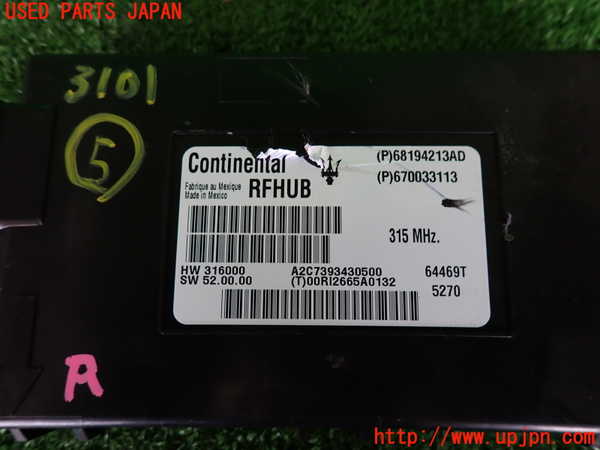 USED PARTS JAPAN
3101
5
Continental
(P)68194213AD
Fabrique au Mexique
Made in Mexico
RFHUB
(P)670033113
315 MHz.
HW 316000
A2C7393430500
64469T
SW 52.00.00
(T)00RI2665A0132
5270
A
http://www.upjpn.com/